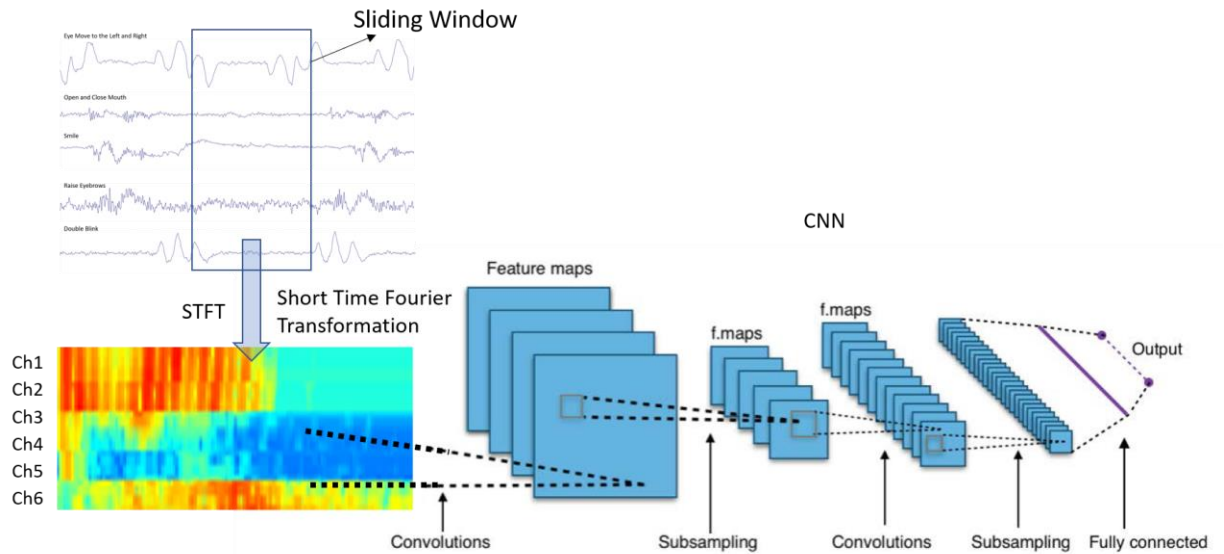 Sliding Window
Eye Move to the Left and Right
Open and Close Mouth
Smile
Raise Eyebrows
Double Blink
STFT
Short Time Fourier
Transformation
Ch1
Ch2
Ch3
Ch4
Ch5
Ch6
CNN
Feature maps
f.maps
f.maps
Output
Convolutions
Subsampling
Convolutions
Subsampling
Fully connected